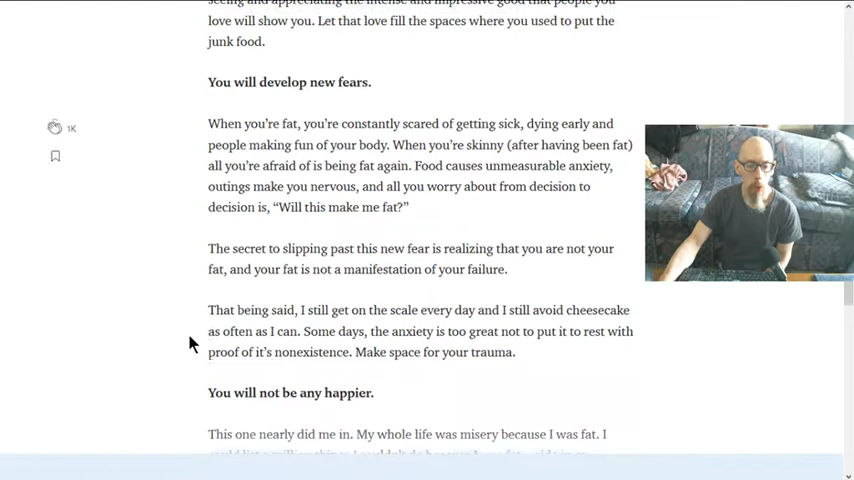 seeing and appreciating the intense and impressive good that people you
love will show you. Let that love fill the spaces where you used to put the
junk food.
You will develop new fears.
When you're fat, you're constantly scared of getting sick, dying early and
people making fun of your body. When you're skinny (after having been fat)
all you're afraid of is being fat again. Food causes unmeasurable anxiety,
outings make you nervous, and all you worry about from decision to
decision is, “Will this make me fat?”
1K
The secret to slipping past this new fear is realizing that you are not your
fat, and your fat is not a manifestation of your failure.
That being said, I still get on the scale every day and I still avoid cheesecake
as often as I can. Some days, the anxiety is too great not to put it to rest with
proof of it's nonexistence. Make space for your trauma.
You will not be any happier.
This one nearly did me in. My whole life was misery because I was fat. I